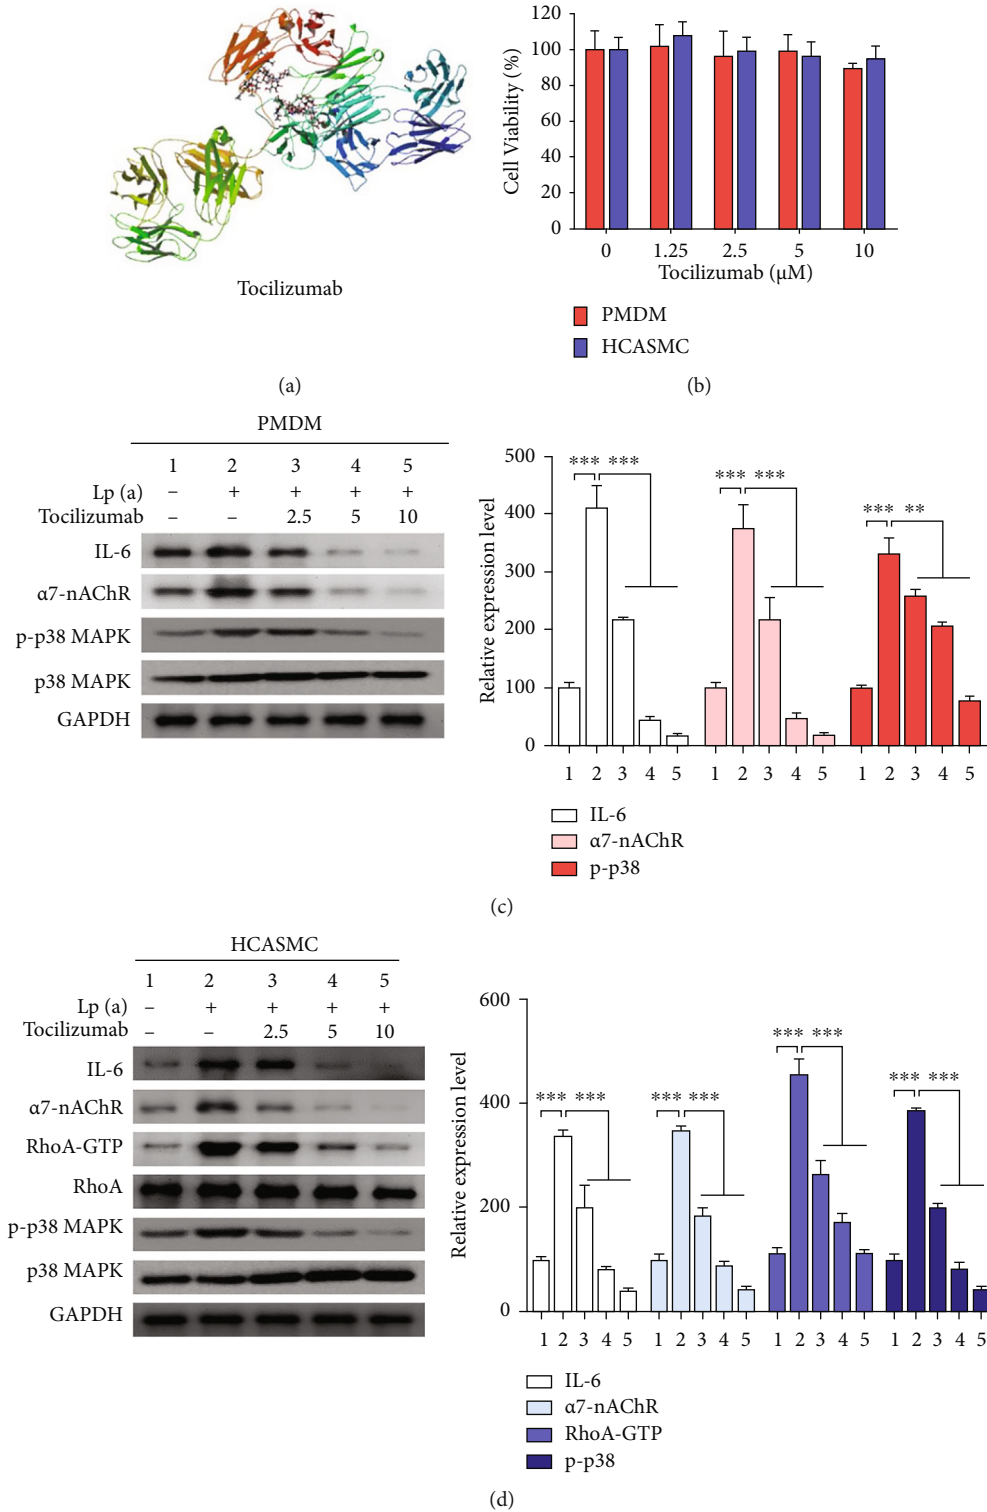 Tocilizumab
(a)
Cell Viability (%)
120
100
80
60
40
20
0
0 1.25 2.5 5 10
Tocilizumab (μM)
PMDM
HCASMC
(b)
PMDM
1 2 3 4 5
Lp (a) – + + + +
Tocilizumab – – 2.5 5 10
IL-6
α7-nAChR
p-p38 MAPK
p38 MAPK
GAPDH
Relative expression level
500
400
300
200
100
0
*** ***
*** ***
*** **
1 2 3 4 5 1 2 3 4 5 1 2 3 4 5
IL-6
α7-nAChR
p-p38
(c)
HCASMC
1 2 3 4 5
Lp (a) – + + + +
Tocilizumab – – 2.5 5 10
IL-6
α7-nAChR
RhoA-GTP
RhoA
p-p38 MAPK
p38 MAPK
GAPDH
Relative expression level
600
400
200
0
*** ***
*** ***
*** ***
*** ***
1 2 3 4 5 1 2 3 4 5 1 2 3 4 5 1 2 3 4 5
IL-6
α7-nAChR
RhoA-GTP
p-p38
(d)